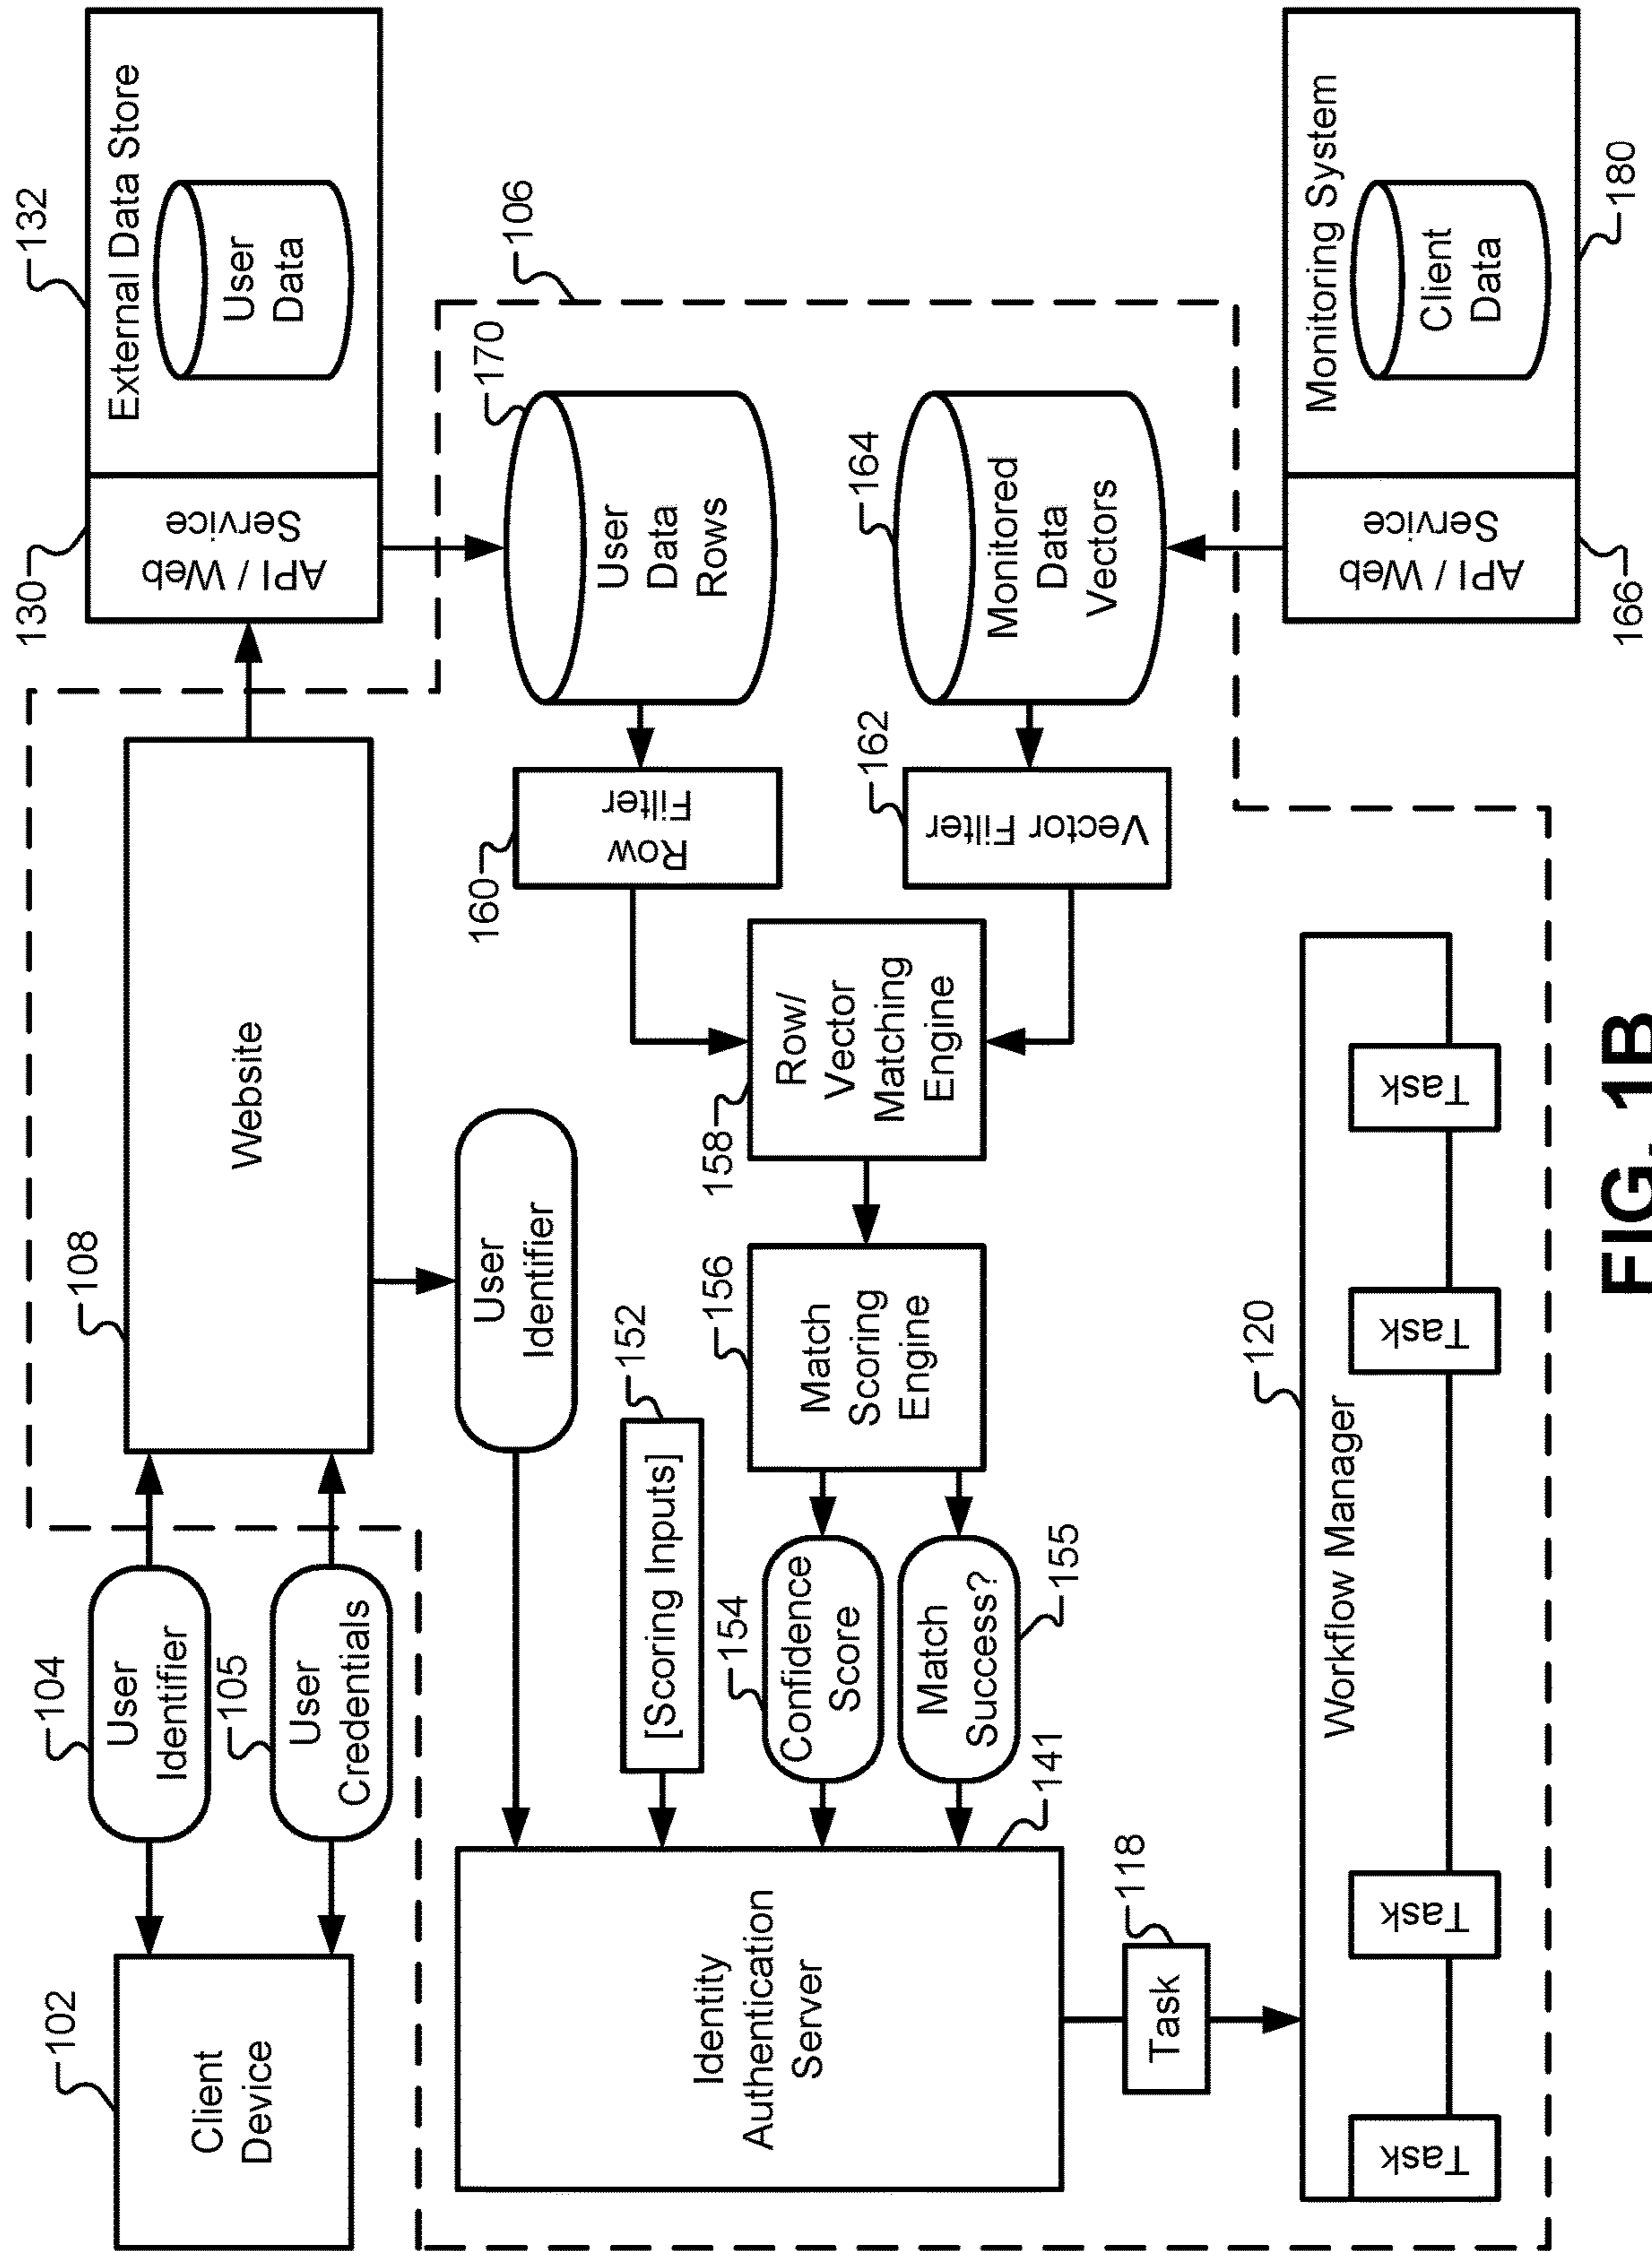 102
Client
Device
104
User
Identifier
105
User
Credentials
108
Website
130
API / Web
Service
132
External Data Store
User
Data
106
User
Identifier
170
User
Data
Rows
160
Row
Filter
152
[Scoring Inputs]
164
Monitored
Data
Vectors
162
Vector Filter
158
Row/
Vector
Matching
Engine
156
Match
Scoring
Engine
154
Confidence
Score
Match
Success?
155
141
Identity
Authentication
Server
118
Task
120
Workflow Manager
Task
Task
Task
Task
API / Web
Service
166
Monitoring System
Client
Data
180
FIG. 1B